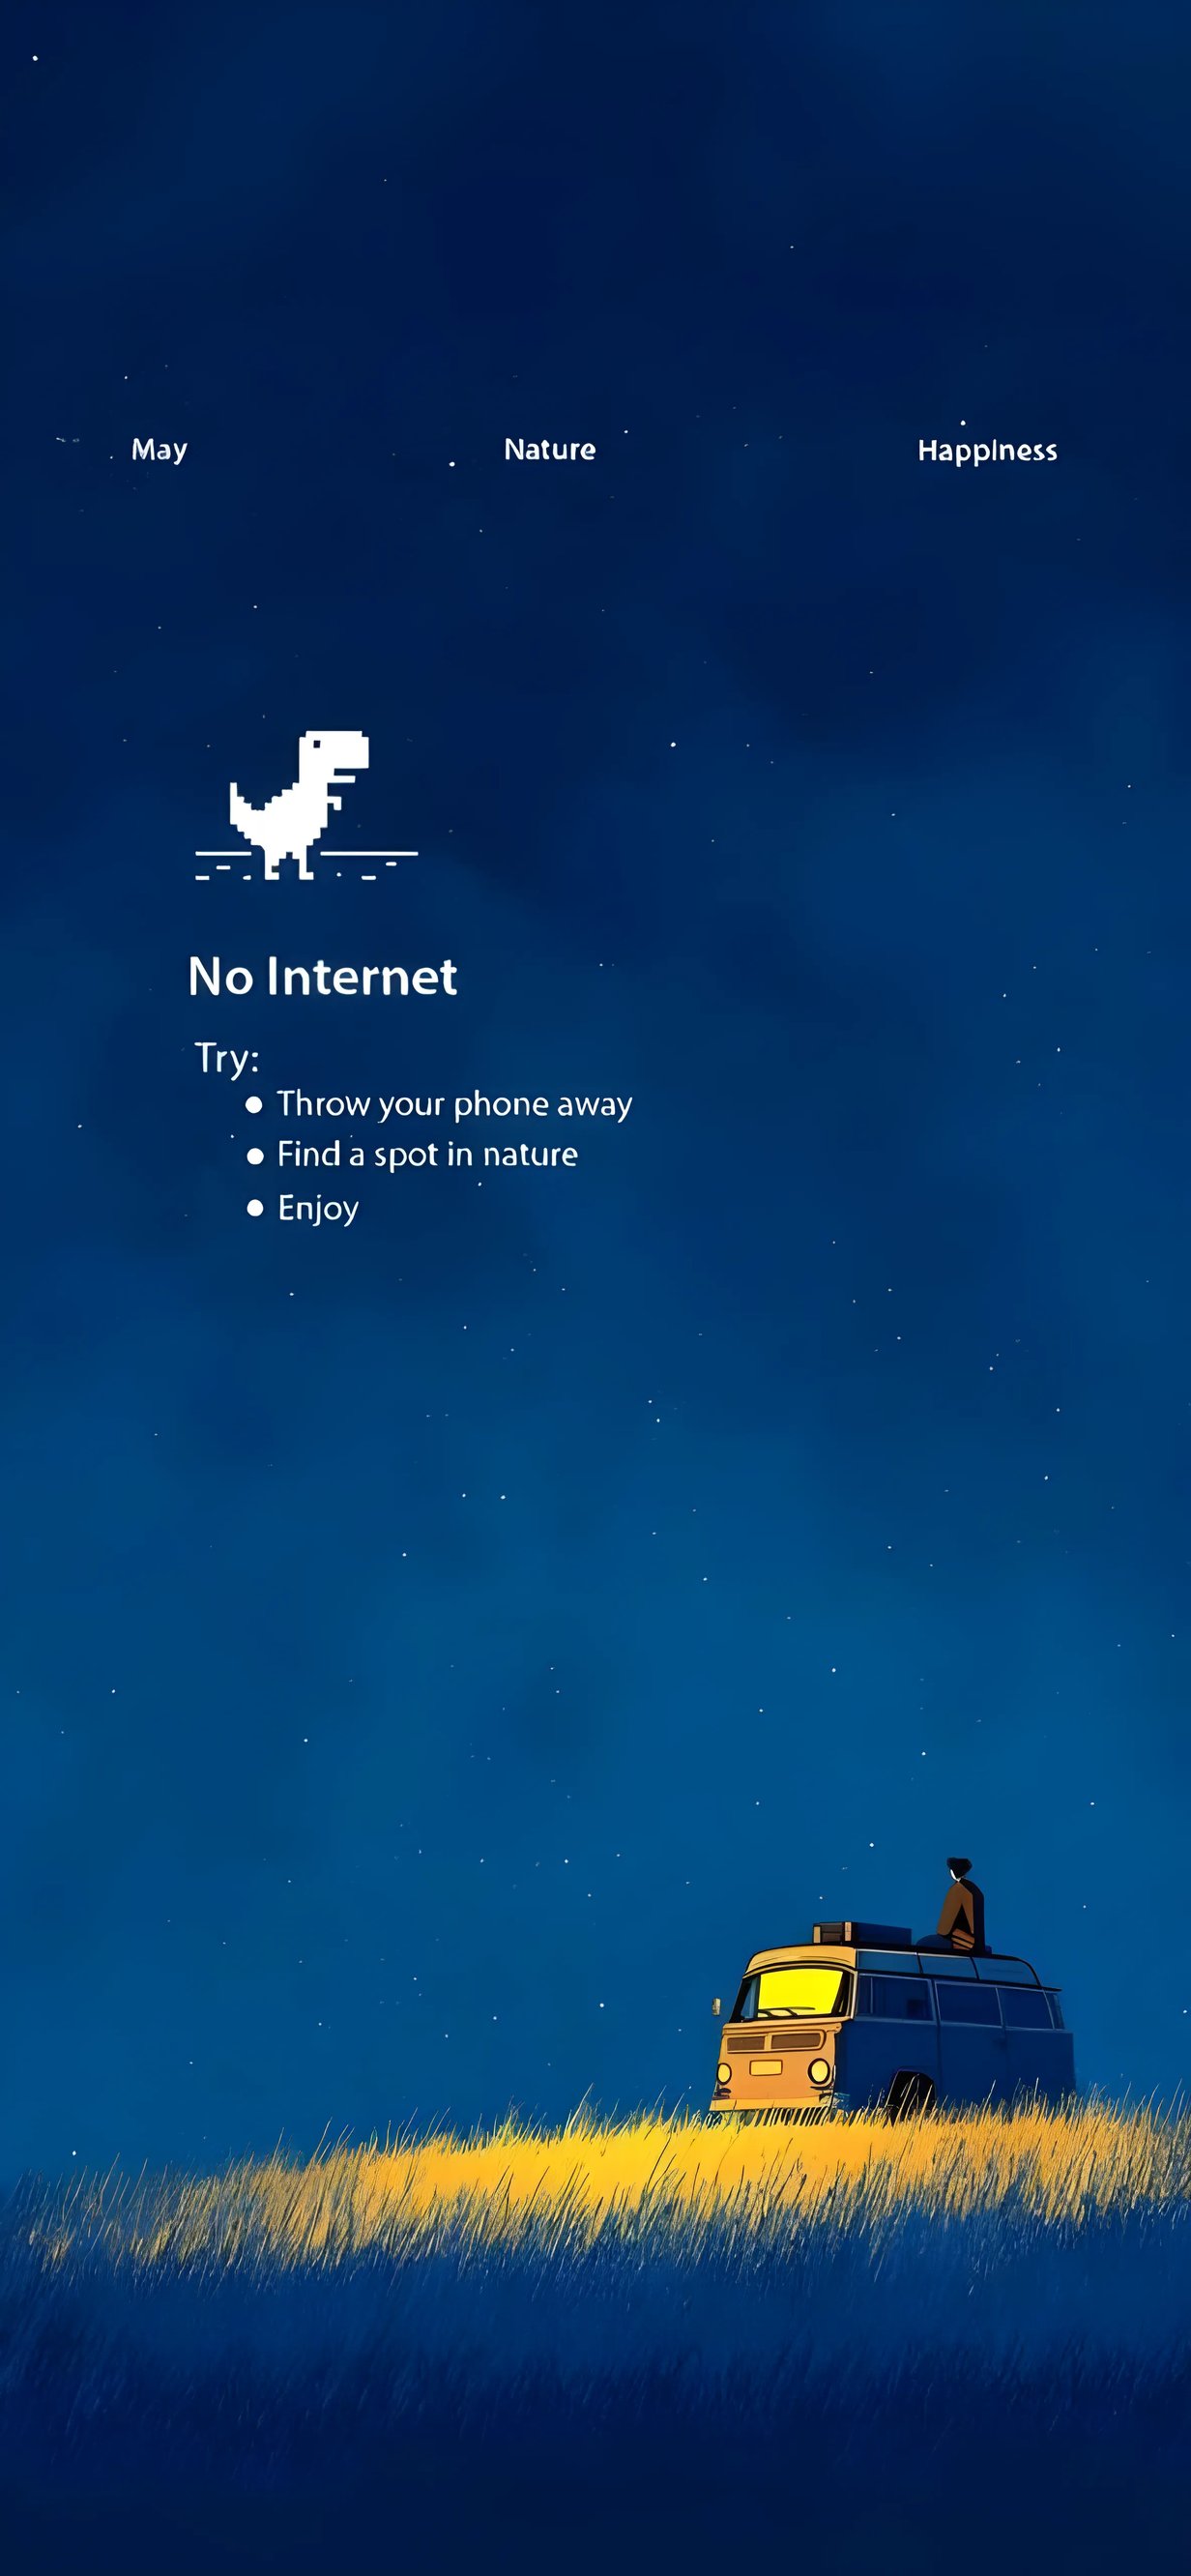 May Nature Happiness
No Internet
Try:
● Throw your phone away
● Find a spot in nature
● Enjoy